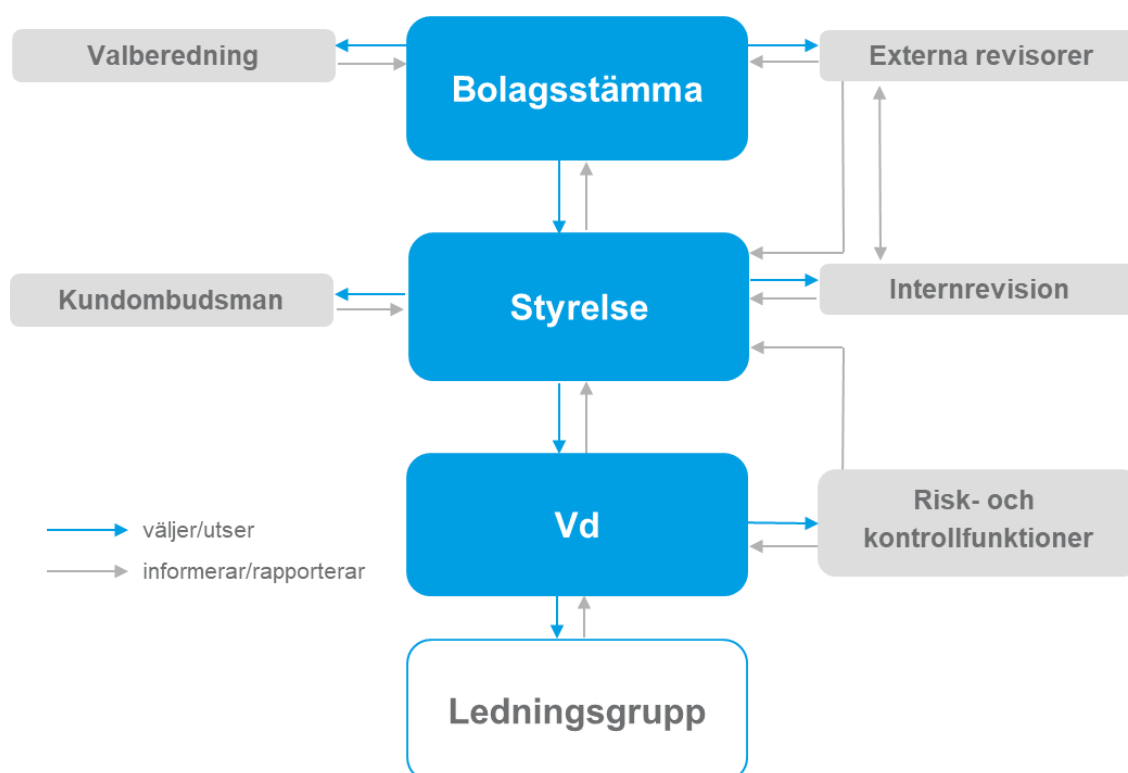 Valberedning
Bolagsstämma
Externa revisorer
Kundombudsman
Styrelse
Internrevision
väljer/utser
informerar/rapporterar
Vd
Risk- och
kontrollfunktioner
Ledningsgrupp